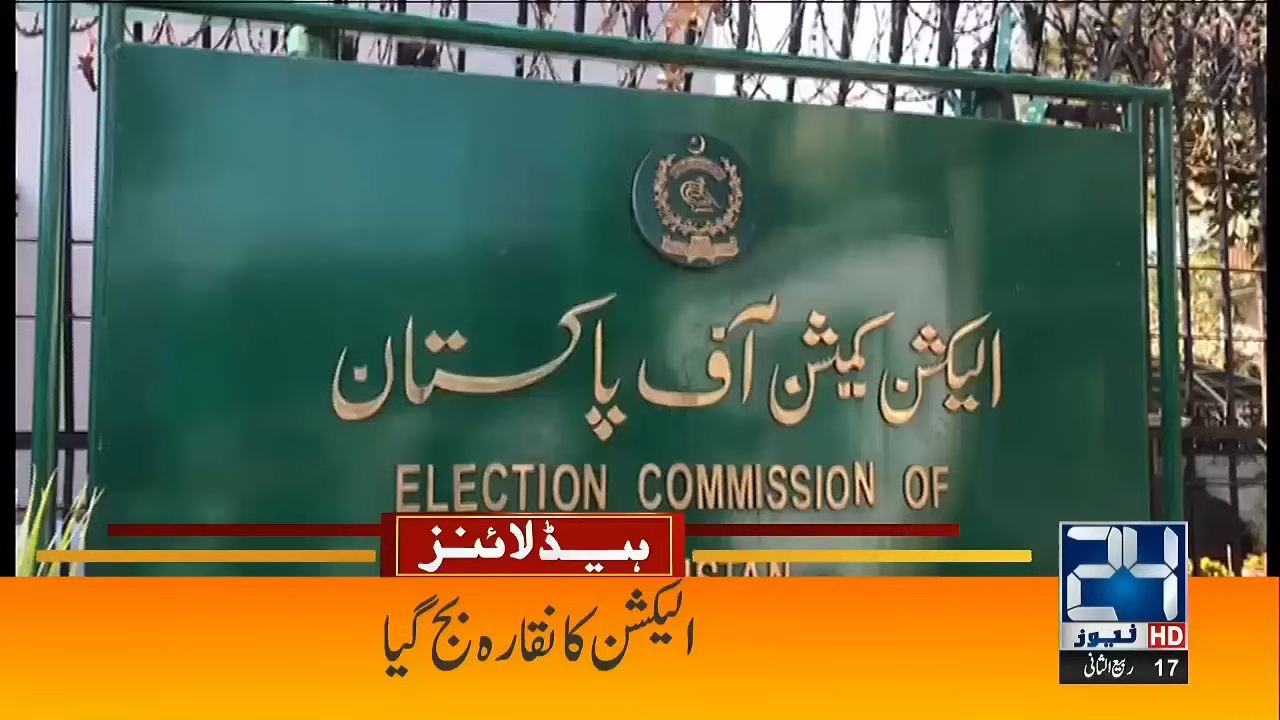 الیکشن کمیشن آف پاکستان
ELECTION COMMISSION OF
ہیڈلائنز
الیکشن کا نقارہ بج گیا
24
نیوز HD
17 ربیع الثانی